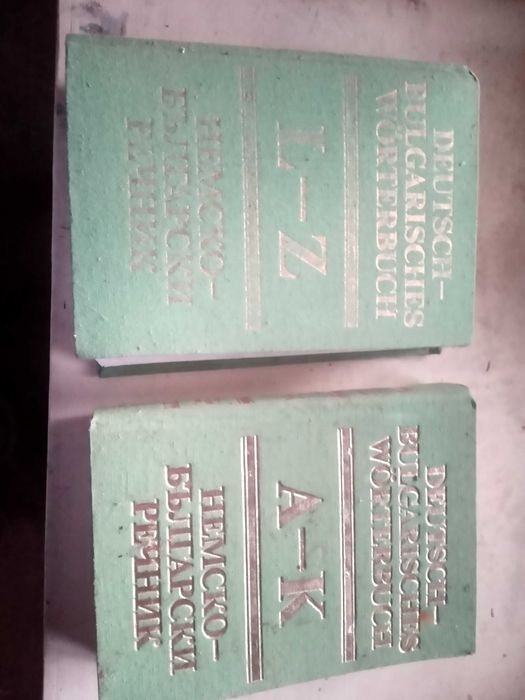 DEUTSCH–
BULGARISCHES
WÖRTERBUCH
L–Z
НЕМСКО–
БЪЛГАРСКИ
РЕЧНИК
DEUTSCH–
BULGARISCHES
WÖRTERBUCH
A–K
НЕМСКО–
БЪЛГАРСКИ
РЕЧНИК